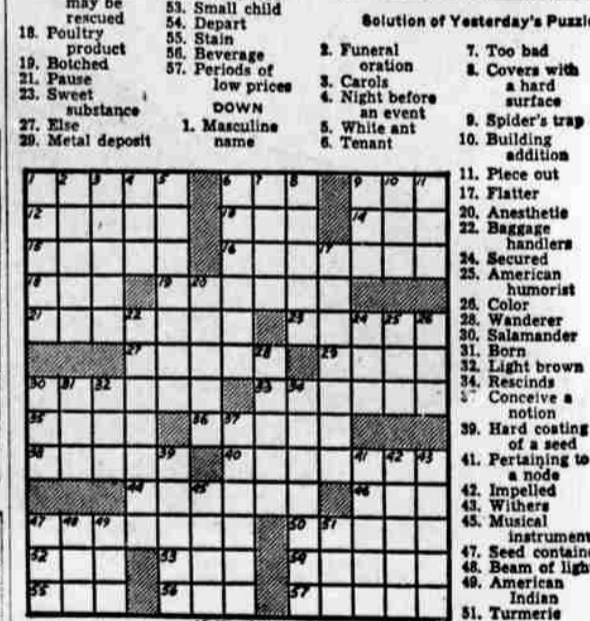 may be
rescued
18. Poultry
product
19. Botched
21. Pause
23. Sweet
substance
27. Else
29. Metal deposit
53. Small child
54. Depart
55. Stain
56. Beverage
57. Periods of
low prices
DOWN
1. Masculine
name
Solution of Yesterday's Puzzle
2. Funeral
oration
3. Carols
4. Night before
an event
5. White ant
6. Tenant
7. Too bad
8. Covers with
a hard
surface
9. Spider's trap
10. Building
addition
11. Piece out
17. Flatter
20. Anesthetic
22. Baggage
handlers
24. Secured
25. American
humorist
26. Color
28. Wanderer
30. Salamander
31. Born
32. Light brown
34. Rescinds
Conceive a
notion
39. Hard coating
of a seed
41. Pertaining to
a node
42. Impelled
43. Withers
45. Musical
instrument
47. Seed containe
48. Beam of light
49. American
Indian
51. Turmeric
1 2 3 4 5 6 7 8 9 10 11
12 13 14
15 16 17
18 19 20
21 22 23 24 25 26
27 28 29
30 31 32 33 34
35 36 37
38 39 40 41 42 43
44 45 46
47 48 49 50 51
52 53 54
55 56 57